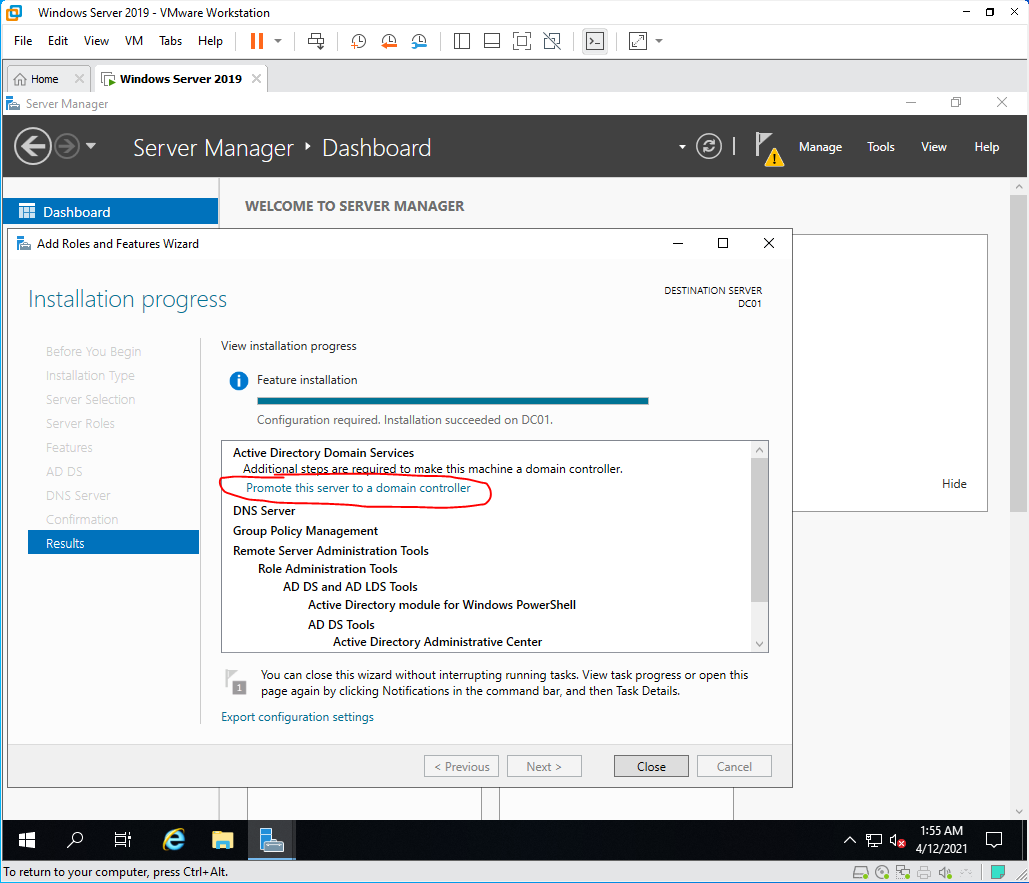 Windows Server 2019 - VMware Workstation
File Edit View VM Tabs Help
Home
Windows Server 2019
Server Manager
Server Manager Dashboard
Manage Tools View Help
Dashboard
WELCOME TO SERVER MANAGER
Add Roles and Features Wizard
Installation progress
DESTINATION SERVER
DC01
Before You Begin
Installation Type
Server Selection
Server Roles
Features
AD DS
DNS Server
Confirmation
Results
View installation progress
Feature installation
Configuration required. Installation succeeded on DC01.
Active Directory Domain Services
Additional steps are required to make this machine a domain controller.
Promote this server to a domain controller
DNS Server
Group Policy Management
Remote Server Administration Tools
Role Administration Tools
AD DS and AD LDS Tools
Active Directory module for Windows PowerShell
AD DS Tools
Active Directory Administrative Center
Hide
1
You can close this wizard without interrupting running tasks. View task progress or open this
page again by clicking Notifications in the command bar, and then Task Details.
Export configuration settings
< Previous
Next >
Close
Cancel
1:55 AM
4/12/2021
To return to your computer, press Ctrl+Alt.